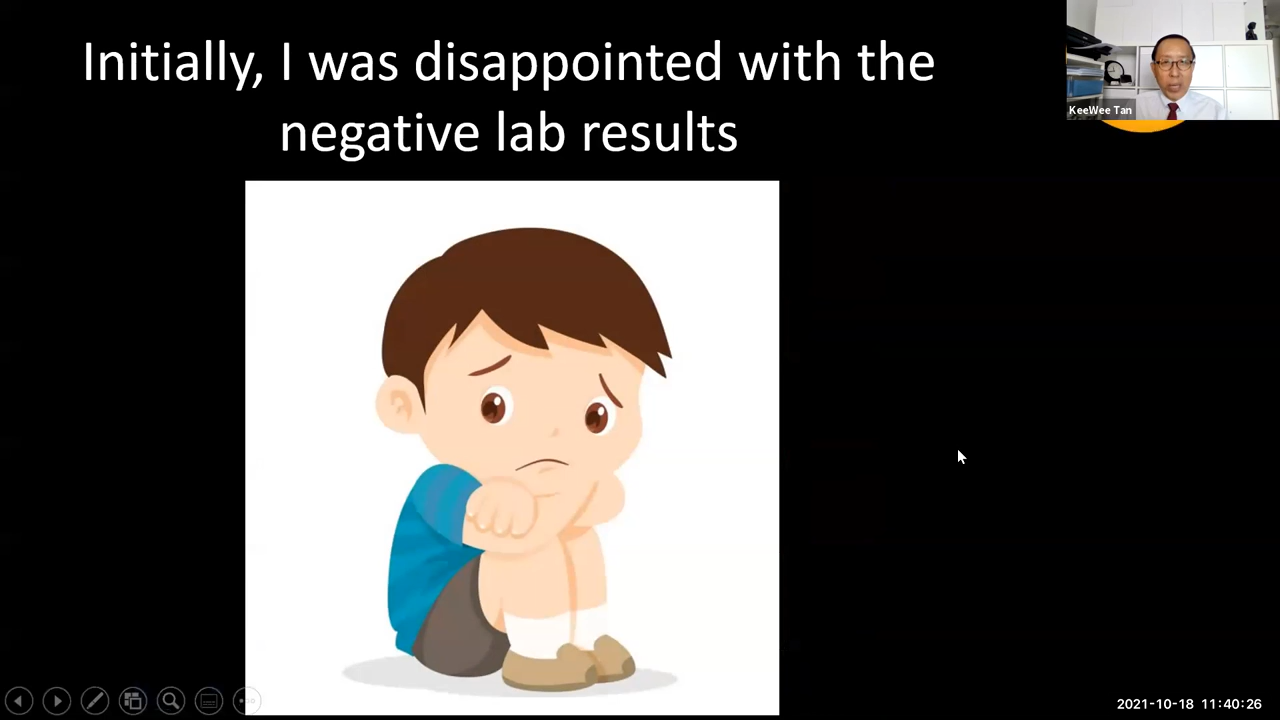 Initially, I was disappointed with the
negative lab results
KeeWee Tan
2021-10-18 11:40:26